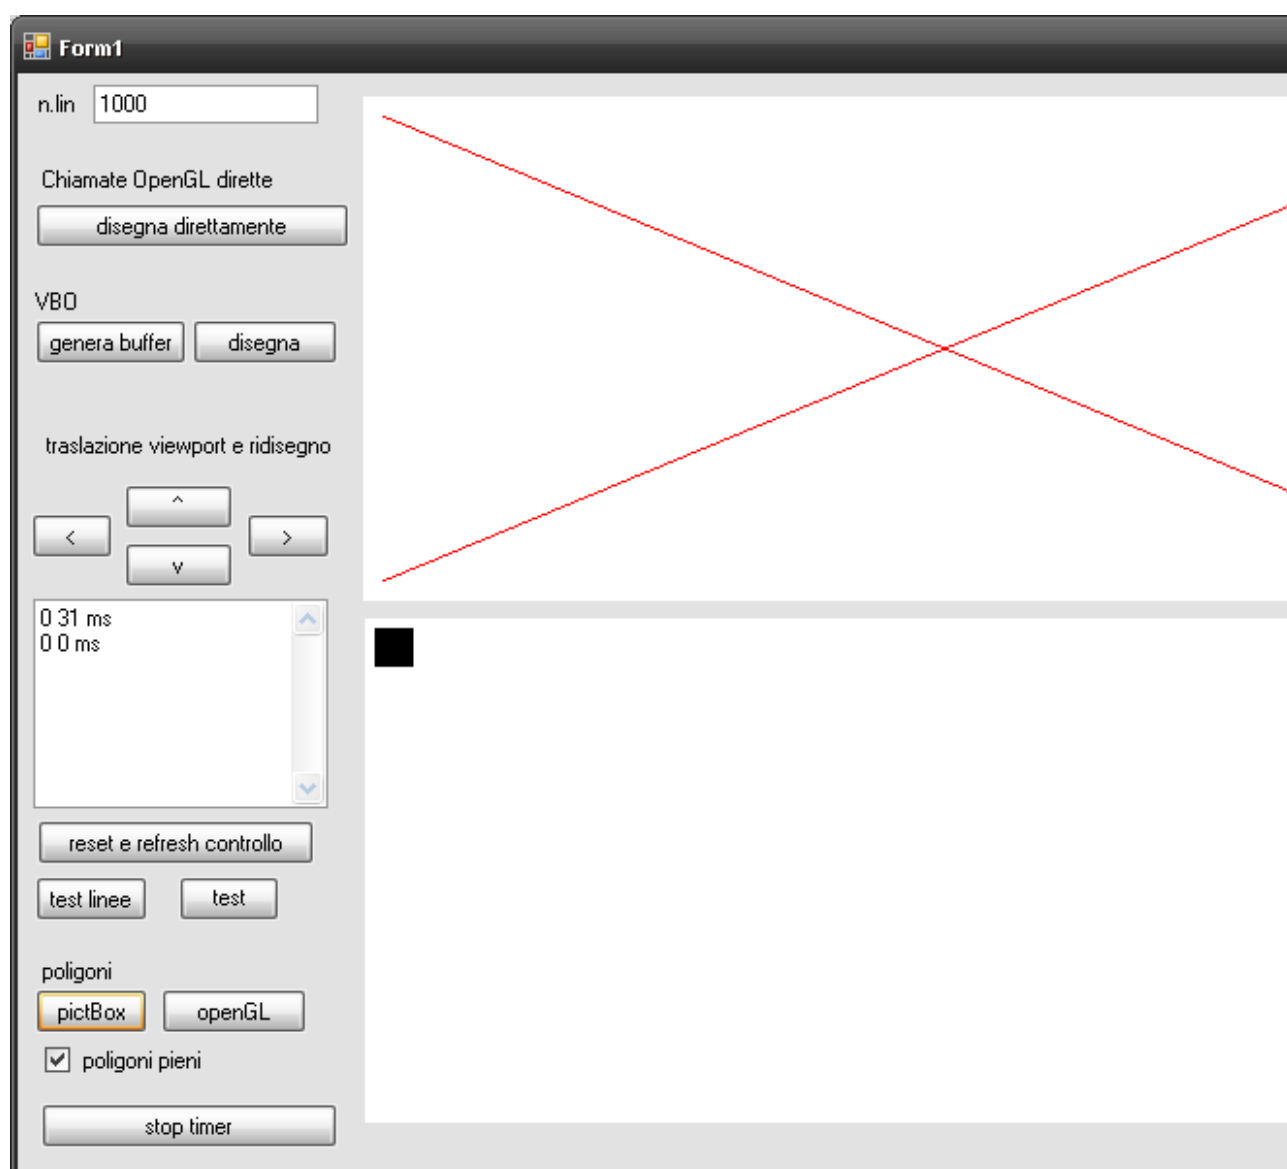 Form1
n.lin 1000
Chiamate OpenGL dirette
disegna direttamente
VBO
genera buffer disegna
traslazione viewport e ridisegno
^
< >
v
0 31 ms
0 0 ms
reset e refresh controllo
test linee test
poligoni
pictBox openGL
poligoni pieni
stop timer